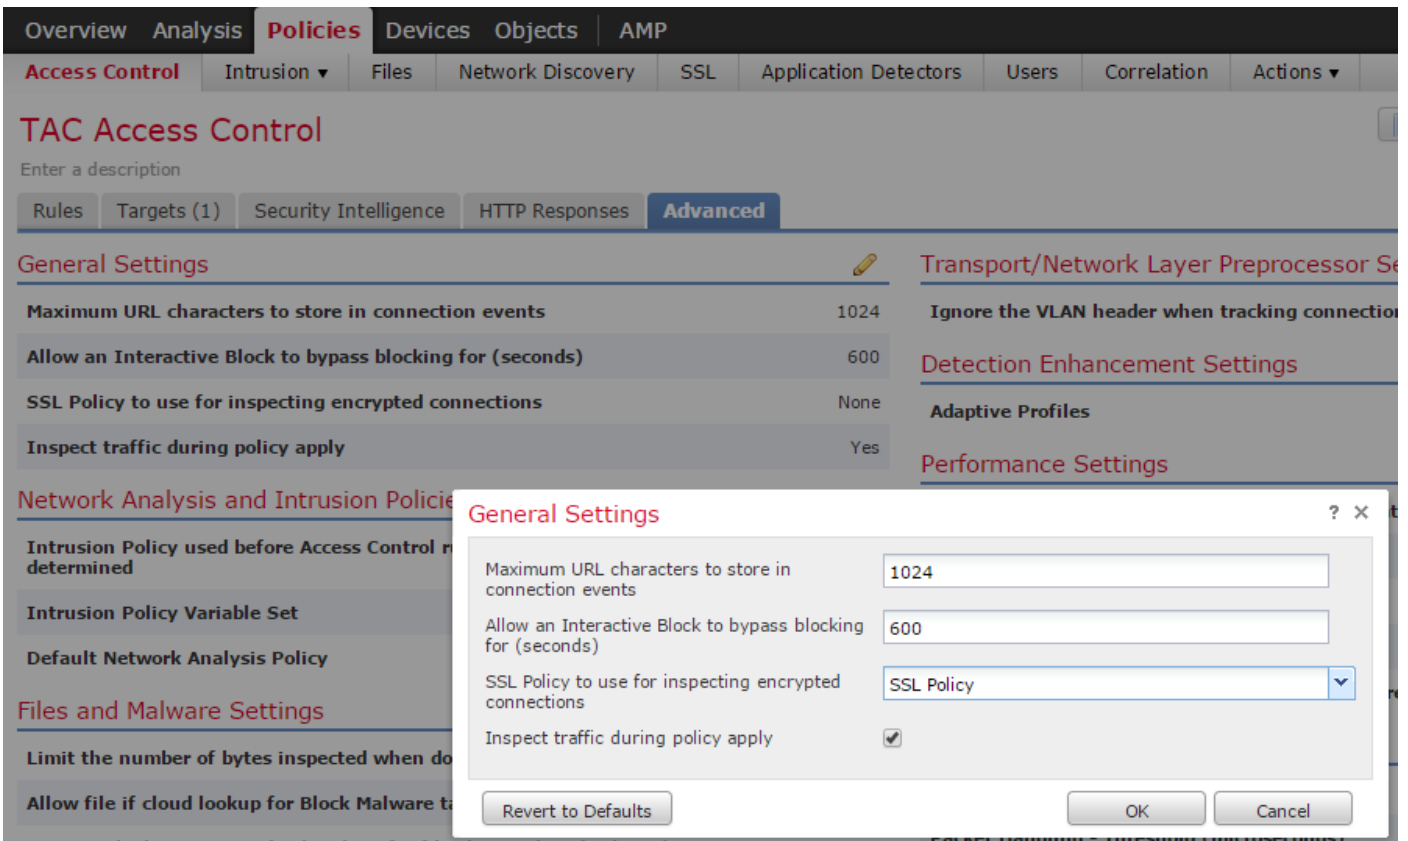 Overview Analysis Policies Devices Objects AMP
Access Control Intrusion ▼ Files Network Discovery SSL Application Detectors Users Correlation Actions ▼
TAC Access Control
Enter a description
Rules Targets (1) Security Intelligence HTTP Responses Advanced
General Settings
Maximum URL characters to store in connection events 1024
Allow an Interactive Block to bypass blocking for (seconds) 600
SSL Policy to use for inspecting encrypted connections None
Inspect traffic during policy apply Yes
Network Analysis and Intrusion Policie
Intrusion Policy used before Access Control r
determined
Intrusion Policy Variable Set
Default Network Analysis Policy
Files and Malware Settings
Limit the number of bytes inspected when do
Allow file if cloud lookup for Block Malware ta
Transport/Network Layer Preprocessor Se
Ignore the VLAN header when tracking connection
Detection Enhancement Settings
Adaptive Profiles
Performance Settings
General Settings ? ×
Maximum URL characters to store in
connection events
1024
Allow an Interactive Block to bypass blocking
for (seconds)
600
SSL Policy to use for inspecting encrypted
connections
SSL Policy
Inspect traffic during policy apply
Revert to Defaults OK Cancel